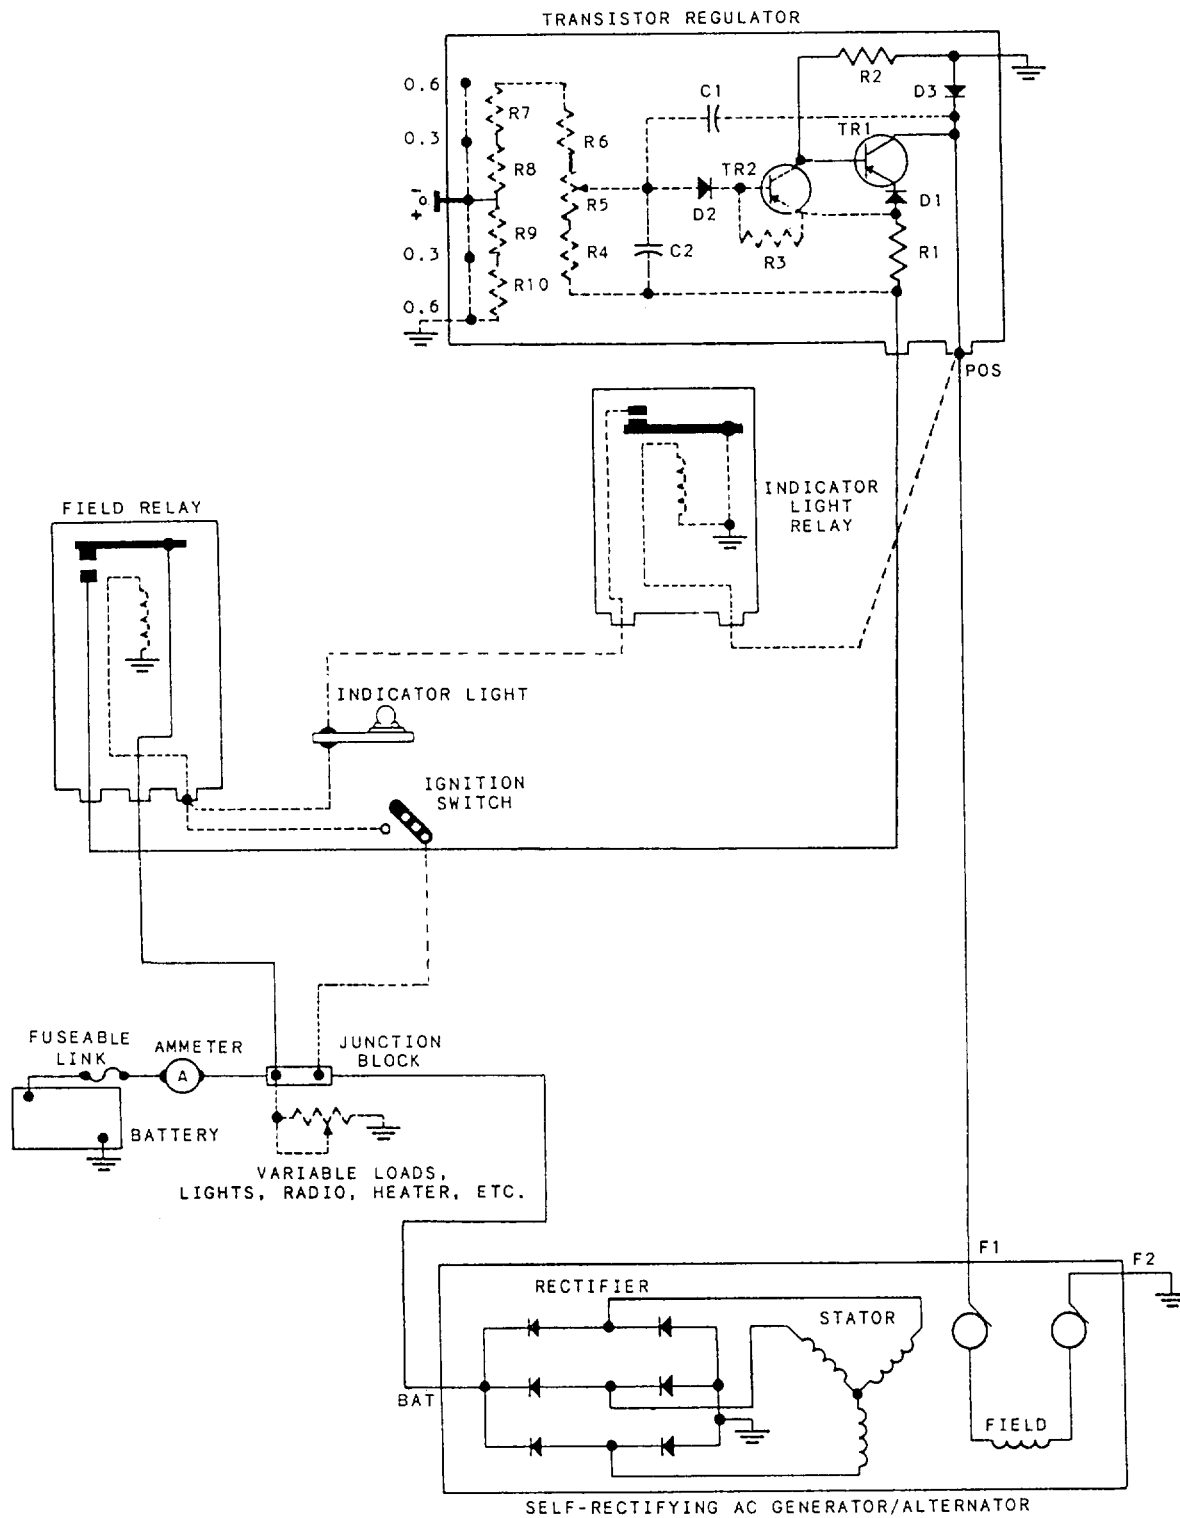 TRANSISTOR REGULATOR
0.6
R7
C1
R2
D3
0.3
R6
TR1
R8
TR2
-
0
+
R5
D2
D1
R9
R4
C2
R3
R1
0.3
R10
0.6
POS
INDICATOR
LIGHT
RELAY
FIELD RELAY
INDICATOR LIGHT
IGNITION
SWITCH
FUSEABLE
LINK
AMMETER
A
JUNCTION
BLOCK
BATTERY
VARIABLE LOADS,
LIGHTS, RADIO, HEATER, ETC.
F1
F2
RECTIFIER
STATOR
BAT
FIELD
SELF-RECTIFYING AC GENERATOR/ALTERNATOR